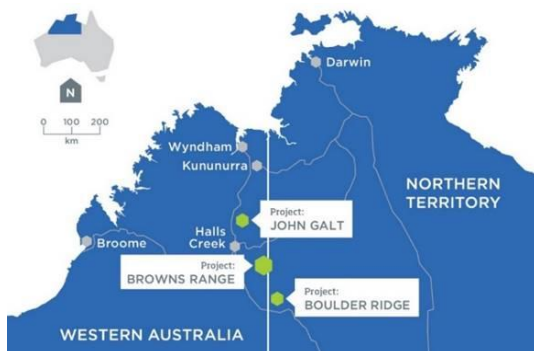 N
0 100 200
km
Darwin
Wyndham
Kununurra
NORTHERN
TERRITORY
Project:
JOHN GALT
Halls
Creek
Broome
Project:
BROWNS RANGE
Project:
BOULDER RIDGE
WESTERN AUSTRALIA